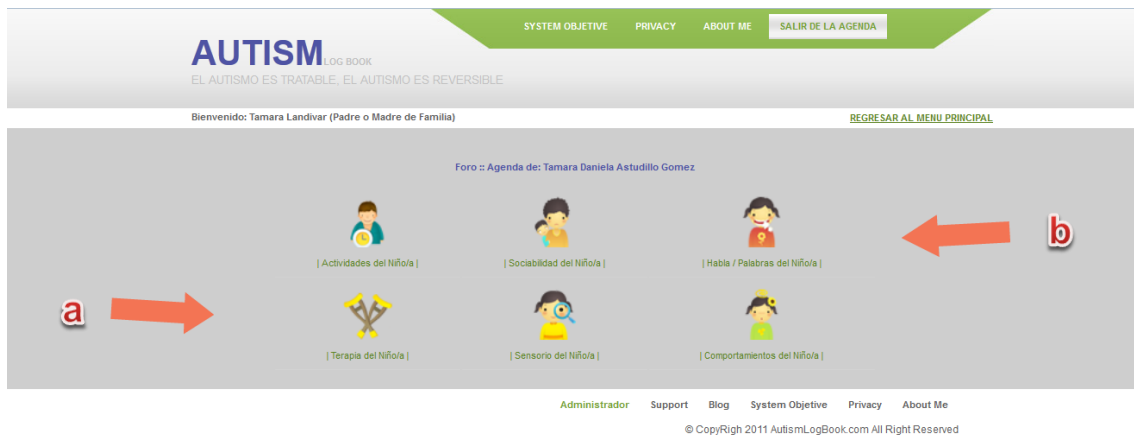 SYSTEM OBJETIVE PRIVACY ABOUT ME SALIR DE LA AGENDA
AUTISM LOG BOOK
EL AUTISMO ES TRATABLE, EL AUTISMO ES REVERSIBLE
Bienvenido: Tamara Landivar (Padre o Madre de Familia) REGRESAR AL MENU PRINCIPAL
Foro :: Agenda de: Tamara Daniela Astudillo Gomez
b
| Actividades del Niño/a | | Sociabilidad del Niño/a | | Habla / Palabras del Niño/a |
a
| Terapia del Niño/a | | Sensorio del Niño/a | | Comportamientos del Niño/a |
Administrador Support Blog System Objetive Privacy About Me
© CopyRigh 2011 AutismLogBook.com All Right Reserved